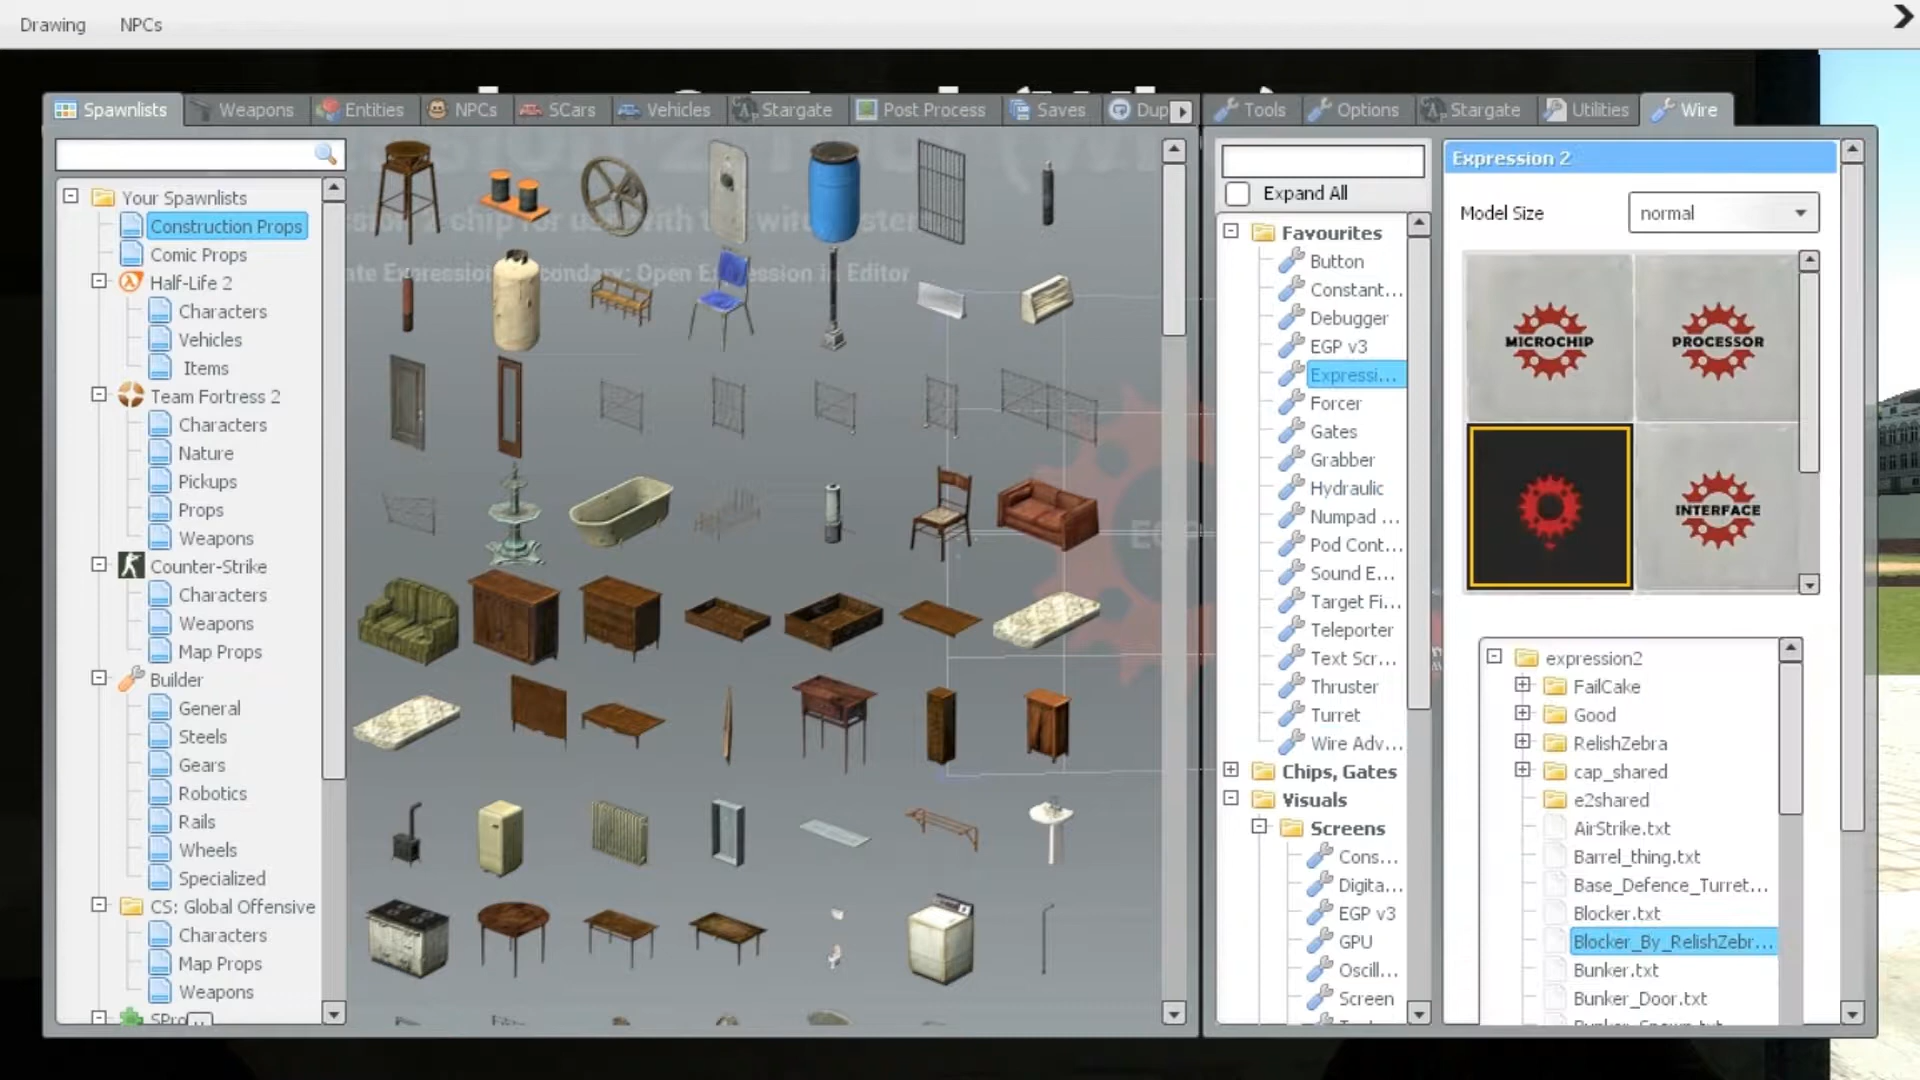 Drawing NPCs
Spawnlists Weapons Entities NPCs SCars Vehicles Stargate Post Process Saves Dup
Your Spawnlists
Construction Props
Comic Props
Half-Life 2
Characters
Vehicles
Items
Team Fortress 2
Characters
Nature
Pickups
Props
Weapons
Counter-Strike
Characters
Weapons
Map Props
Builder
General
Steels
Gears
Robotics
Rails
Wheels
Specialized
CS: Global Offensive
Characters
Map Props
Weapons
Tools Options Stargate Utilities Wire
Expand All
Favourites
Button
Constant...
Debugger
EGP v3
Expressi...
Forcer
Gates
Grabber
Hydraulic
Numpad ...
Pod Cont...
Sound E...
Target Fi...
Teleporter
Text Scr...
Thruster
Turret
Wire Adv...
Chips, Gates
Visuals
Screens
Cons...
Digita...
EGP v3
GPU
Oscill...
Screen
Expression 2
Model Size normal
MICROCHIP PROCESSOR
INTERFACE
expression2
FailCake
Good
RelishZebra
cap_shared
e2shared
AirStrike.txt
Barrel_thing.txt
Base_Defence_Turret...
Blocker.txt
Blocker_By_RelishZebr...
Bunker.txt
Bunker_Door.txt